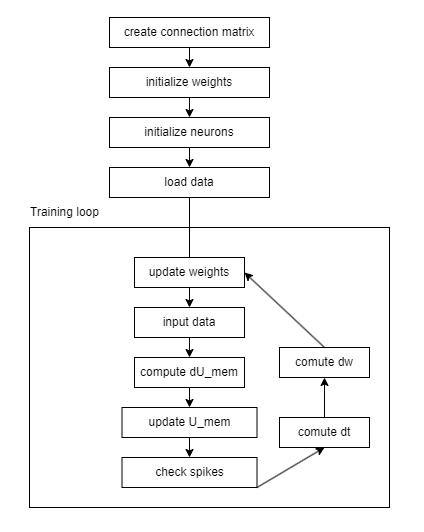 create connection matrix
initialize weights
initialize neurons
load data
Training loop
update weights
input data
compute dU_mem
update U_mem
check spikes
comute dw
comute dt